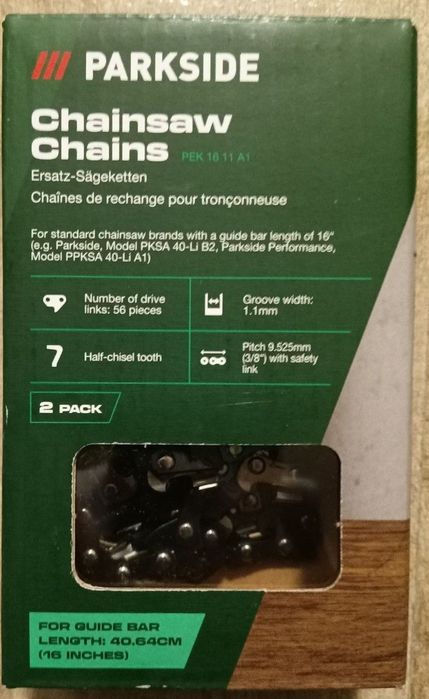 /// PARKSIDE
Chainsaw
Chains PEK 16 11 A1
Ersatz-Sägeketten
Chaînes de rechange pour tronçonneuse
For standard chainsaw brands with a guide bar length of 16"
(e.g. Parkside, Model PKSA 40-Li B2, Parkside Performance,
Model PPKSA 40-Li A1)
Number of drive
links: 56 pieces
Groove width:
1.1mm
Half-chisel tooth
Pitch 9.525mm
(3/8") with safety
link
2 PACK
FOR GUIDE BAR
LENGTH: 40.64CM
(16 INCHES)